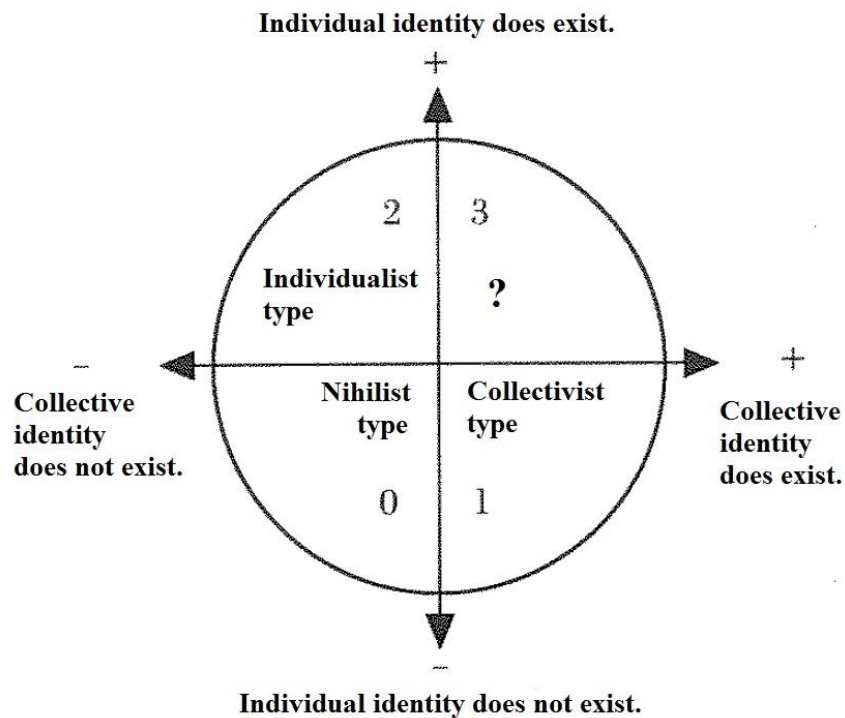 Individual identity does exist.
+
2 3
Individualist
type
?
–
+
Collective
identity
does not exist.
Nihilist
type
Collectivist
type
Collective
identity
does exist.
0 1
–
Individual identity does not exist.